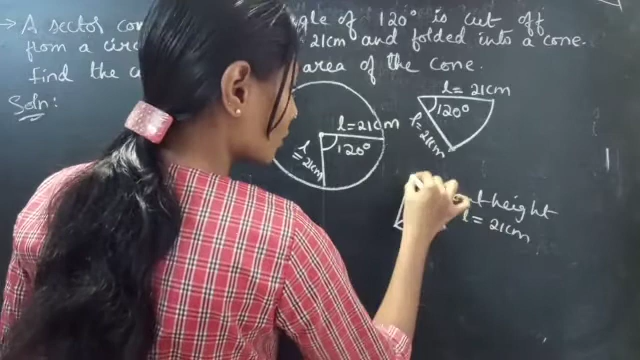 → A sector con gle of 120° is cut off
from a circ 21cm and folded into a cone.
Find the c area of the cone.
Soln:
l = 21cm
120°
l = 21cm
l = 21cm
120°
l = 21cm
t height
l = 21cm